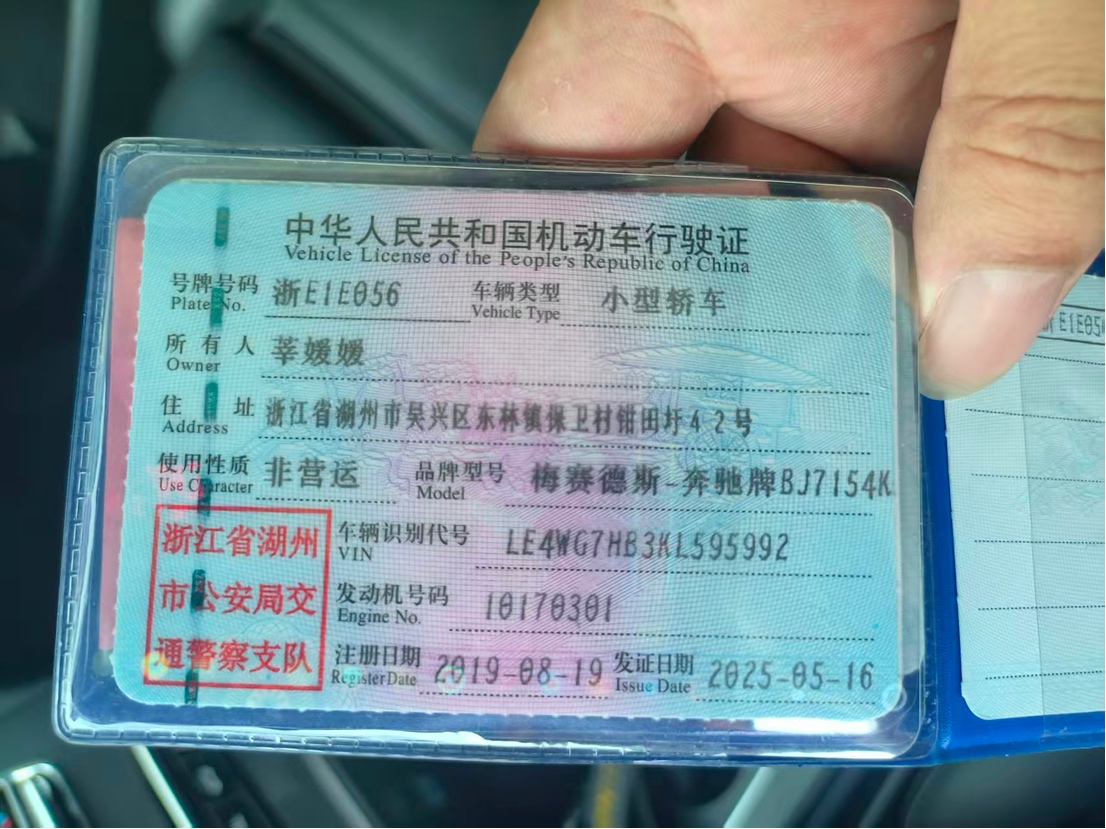 中华人民共和国机动车行驶证
Vehicle License of the People's Republic of China
号牌号码 浙E1E056 车辆类型 小型轿车
Plate No. Vehicle Type
所有人 莘媛媛
Owner
住址 浙江省湖州市吴兴区东林镇保卫村钳田圩42号
Address
使用性质 非营运 品牌型号 梅赛德斯-奔驰牌BJ7154K
Use Character Model
浙江省湖州
市公安局交
通警察支队
车辆识别代号 LE4WG7HB3KL595992
VIN
发动机号码 10170301
Engine No.
注册日期 2019-08-19 发证日期 2025-05-16
Register Date Issue Date
E1E056